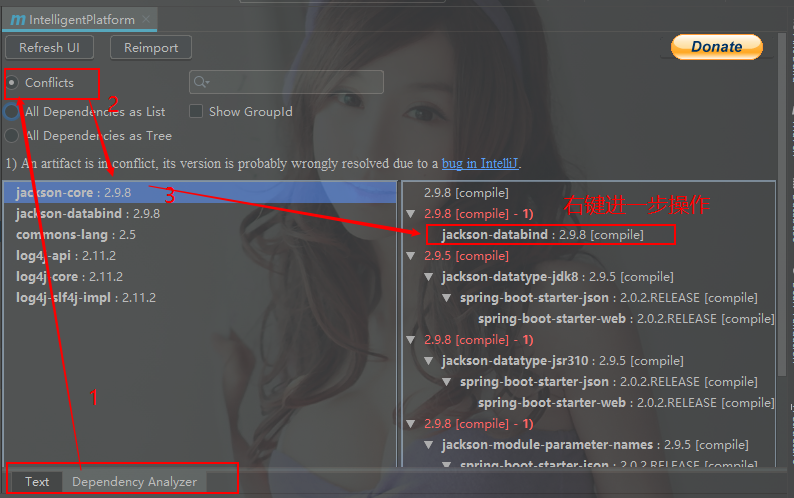 m IntelligentPlatform ×
Refresh UI Reimport Donate
Conflicts
2
All Dependencies as List Show GroupId
All Dependencies as Tree
1) An artifact is in conflict, its version is probably wrongly resolved due to a bug in IntelliJ.
jackson-core : 2.9.8
3
jackson-databind : 2.9.8
commons-lang : 2.5
log4j-api : 2.11.2
log4j-core : 2.11.2
log4j-slf4j-impl : 2.11.2
1
2.9.8 [compile]
右键进一步操作
2.9.8 [compile] - 1)
jackson-databind : 2.9.8 [compile]
2.9.5 [compile]
jackson-datatype-jdk8 : 2.9.5 [compile]
spring-boot-starter-json : 2.0.2.RELEASE [compile]
spring-boot-starter-web : 2.0.2.RELEASE [compile]
2.9.8 [compile] - 1)
jackson-datatype-jsr310 : 2.9.5 [compile]
spring-boot-starter-json : 2.0.2.RELEASE [compile]
spring-boot-starter-web : 2.0.2.RELEASE [compile]
2.9.8 [compile] - 1)
jackson-module-parameter-names : 2.9.5 [compile]
spring-boot-starter-json : 2.0.2.RELEASE [compile]
Text Dependency Analyzer